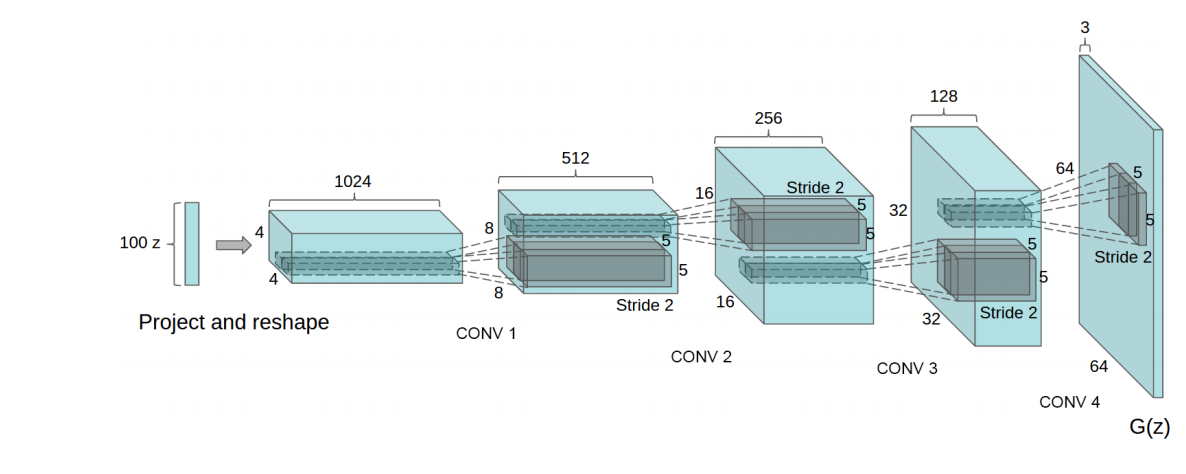 100 z
Project and reshape
1024
4
4
CONV 1
512
8
8
5
5
Stride 2
CONV 2
256
16
16
Stride 2
5
5
CONV 3
128
32
32
5
5
Stride 2
CONV 4
3
64
64
5
5
Stride 2
G(z)